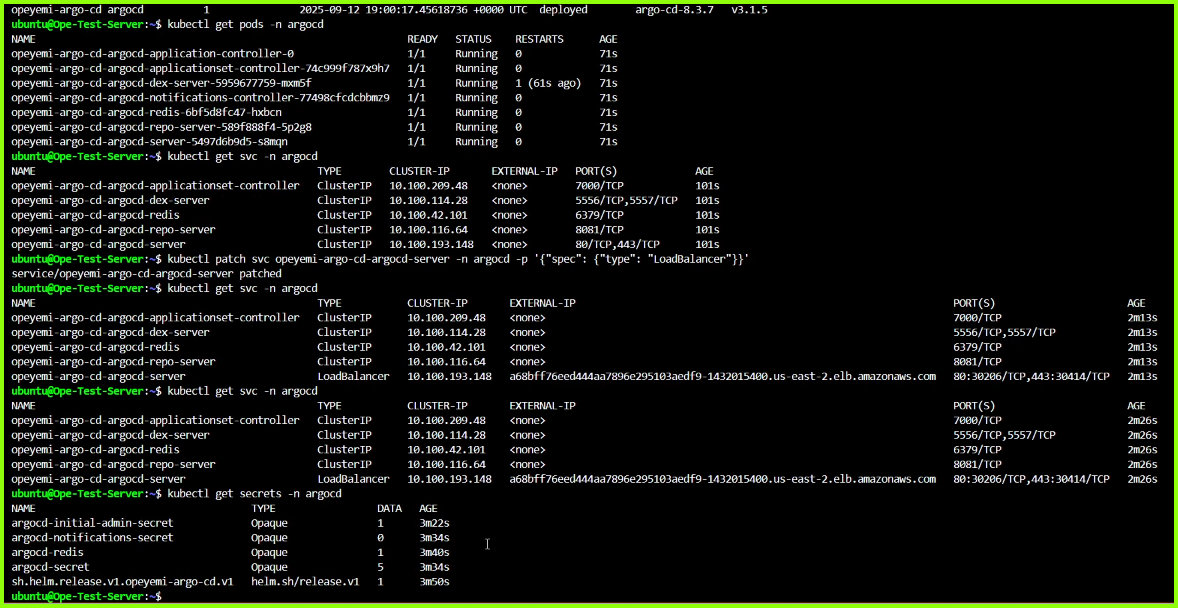 opeyemi-argo-cd argocd 1 2025-09-12 19:00:17.45618736 +0000 UTC deployed argo-cd-8.3.7 v3.1.5
ubuntu@Ope-Test-Server:~$ kubectl get pods -n argocd
NAME READY STATUS RESTARTS AGE
opeyemi-argo-cd-argocd-application-controller-0 1/1 Running 0 71s
opeyemi-argo-cd-argocd-applicationset-controller-74c999f787x9h7 1/1 Running 0 71s
opeyemi-argo-cd-argocd-dex-server-5959677759-mxm5f 1/1 Running 1 (61s ago) 71s
opeyemi-argo-cd-argocd-notifications-controller-77498cfcdcbbmz9 1/1 Running 0 71s
opeyemi-argo-cd-argocd-redis-6bf5d8fc47-hxbcn 1/1 Running 0 71s
opeyemi-argo-cd-argocd-repo-server-589f888f4-5p2g8 1/1 Running 0 71s
opeyemi-argo-cd-argocd-server-5497d6b9d5-s8mqn 1/1 Running 0 71s
ubuntu@Ope-Test-Server:~$ kubectl get svc -n argocd
NAME TYPE CLUSTER-IP EXTERNAL-IP PORT(S) AGE
opeyemi-argo-cd-argocd-applicationset-controller ClusterIP 10.100.209.48 <none> 7000/TCP 101s
opeyemi-argo-cd-argocd-dex-server ClusterIP 10.100.114.28 <none> 5556/TCP,5557/TCP 101s
opeyemi-argo-cd-argocd-redis ClusterIP 10.100.42.101 <none> 6379/TCP 101s
opeyemi-argo-cd-argocd-repo-server ClusterIP 10.100.116.64 <none> 8081/TCP 101s
opeyemi-argo-cd-argocd-server ClusterIP 10.100.193.148 <none> 80/TCP,443/TCP 101s
ubuntu@Ope-Test-Server:~$ kubectl patch svc opeyemi-argo-cd-argocd-server -n argocd -p '{"spec": {"type": "LoadBalancer"}}'
service/opeyemi-argo-cd-argocd-server patched
ubuntu@Ope-Test-Server:~$ kubectl get svc -n argocd
NAME TYPE CLUSTER-IP EXTERNAL-IP PORT(S) AGE
opeyemi-argo-cd-argocd-applicationset-controller ClusterIP 10.100.209.48 <none> 7000/TCP 2m13s
opeyemi-argo-cd-argocd-dex-server ClusterIP 10.100.114.28 <none> 5556/TCP,5557/TCP 2m13s
opeyemi-argo-cd-argocd-redis ClusterIP 10.100.42.101 <none> 6379/TCP 2m13s
opeyemi-argo-cd-argocd-repo-server ClusterIP 10.100.116.64 <none> 8081/TCP 2m13s
opeyemi-argo-cd-argocd-server LoadBalancer 10.100.193.148 a68bff76eed444aa7896e295103aedf9-1432015400.us-east-2.elb.amazonaws.com 80:30206/TCP,443:30414/TCP 2m13s
ubuntu@Ope-Test-Server:~$ kubectl get svc -n argocd
NAME TYPE CLUSTER-IP EXTERNAL-IP PORT(S) AGE
opeyemi-argo-cd-argocd-applicationset-controller ClusterIP 10.100.209.48 <none> 7000/TCP 2m26s
opeyemi-argo-cd-argocd-dex-server ClusterIP 10.100.114.28 <none> 5556/TCP,5557/TCP 2m26s
opeyemi-argo-cd-argocd-redis ClusterIP 10.100.42.101 <none> 6379/TCP 2m26s
opeyemi-argo-cd-argocd-repo-server ClusterIP 10.100.116.64 <none> 8081/TCP 2m26s
opeyemi-argo-cd-argocd-server LoadBalancer 10.100.193.148 a68bff76eed444aa7896e295103aedf9-1432015400.us-east-2.elb.amazonaws.com 80:30206/TCP,443:30414/TCP 2m26s
ubuntu@Ope-Test-Server:~$ kubectl get secrets -n argocd
NAME TYPE DATA AGE
argocd-initial-admin-secret Opaque 1 3m22s
argocd-notifications-secret Opaque 0 3m34s
argocd-redis Opaque 1 3m40s
argocd-secret Opaque 5 3m34s
sh.helm.release.v1.opeyemi-argo-cd.v1 helm.sh/release.v1 1 3m50s
ubuntu@Ope-Test-Server:~$